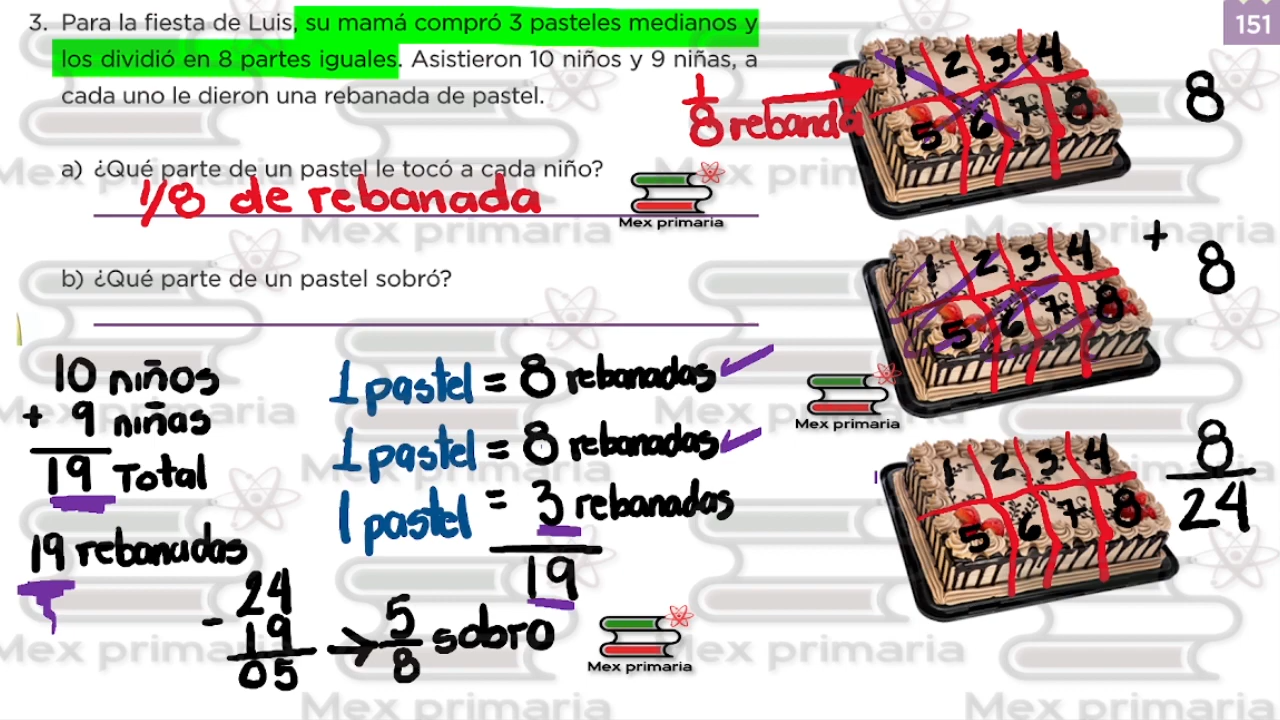 3. Para la fiesta de Luis, su mamá compró 3 pasteles medianos y
los dividió en 8 partes iguales. Asistieron 10 niños y 9 niñas, a
cada uno le dieron una rebanada de pastel.
151
1/8 rebanda
a) ¿Qué parte de un pastel le tocó a cada niño?
1/8 de rebanada
Mex primaria
b) ¿Qué parte de un pastel sobró?
1 2 3 4
5 6 7 8
8
1 2 3 4
5 6 7 8
+ 8
1 2 3 4
5 6 7 8
8
24
10 niños
+ 9 niñas
19 Total
19 rebanadas
24
- 19
05
→ 5/8 sobro
1 pastel = 8 rebanadas
1 pastel = 8 rebanadas
1 pastel = 3 rebanadas
19
Mex primaria
Mex primaria